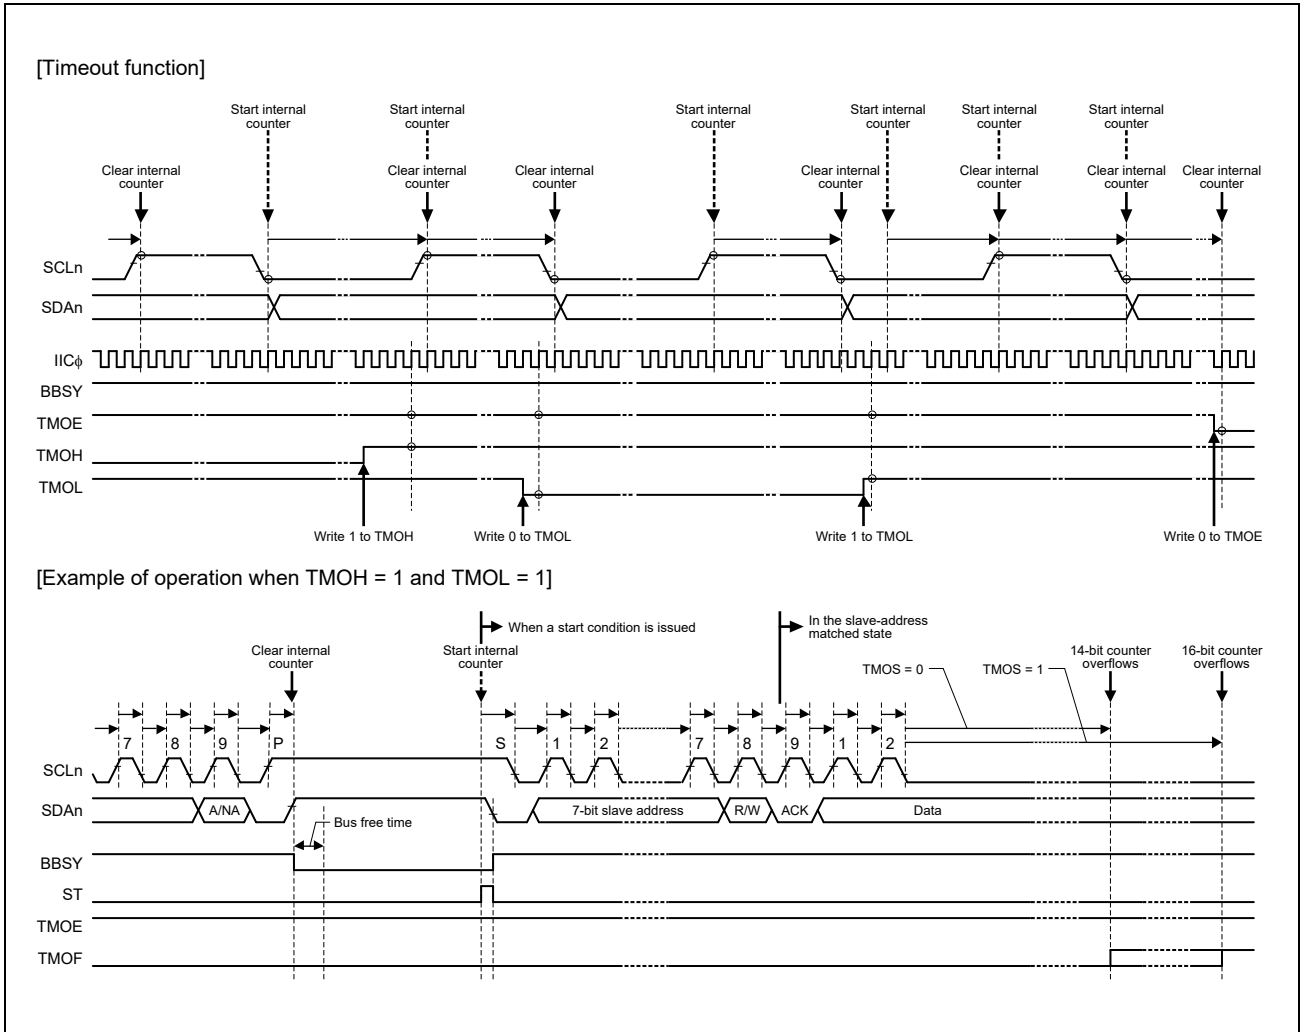 [Timeout function]
Start internal
counter
Start internal
counter
Start internal
counter
Start internal
counter
Start internal
counter
Start internal
counter
Clear internal
counter
Clear internal
counter
Clear internal
counter
Clear internal
counter
Clear internal
counter
Clear internal
counter
Clear internal
counter
SCLn
SDAn
IICϕ
BBSY
TMOE
TMOH
TMOL
Write 1 to TMOH
Write 0 to TMOL
Write 1 to TMOL
Write 0 to TMOE
[Example of operation when TMOH = 1 and TMOL = 1]
When a start condition is issued
In the slave-address
matched state
Clear internal
counter
Start internal
counter
TMOS = 0
TMOS = 1
14-bit counter
overflows
16-bit counter
overflows
7 8 9 P S 1 2 7 8 9 1 2
SCLn
SDAn A/NA 7-bit slave address R/W ACK Data
Bus free time
BBSY
ST
TMOE
TMOF